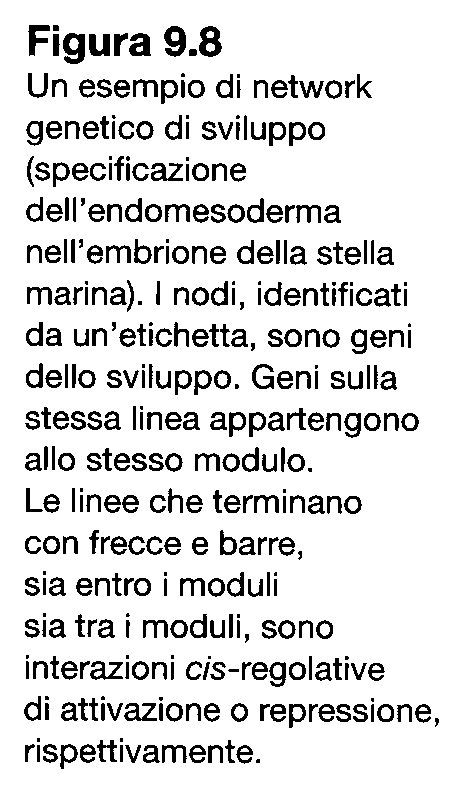 Figura 9.8
Un esempio di network
genetico di sviluppo
(specificazione
dell'endomesoderma
nell'embrione della stella
marina). I nodi, identificati
da un'etichetta, sono geni
dello sviluppo. Geni sulla
stessa linea appartengono
allo stesso modulo.
Le linee che terminano
con frecce e barre,
sia entro i moduli
sia tra i moduli, sono
interazioni cis-regolative
di attivazione o repressione,
rispettivamente.